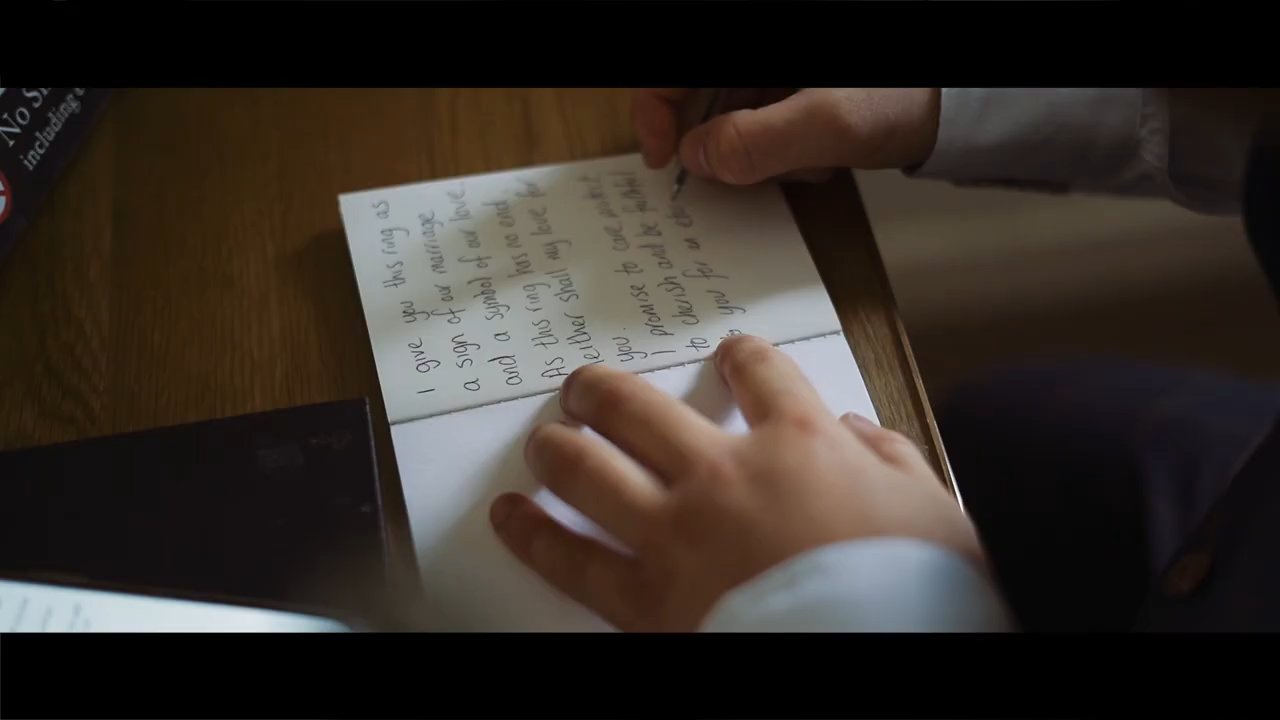 No S
including
I give you this ring as
a sign of our marriage
and a symbol of our love.
As this ring has no end
neither shall my love for
you.
I promise to care, protect
to cherish and be faithful
to you for an